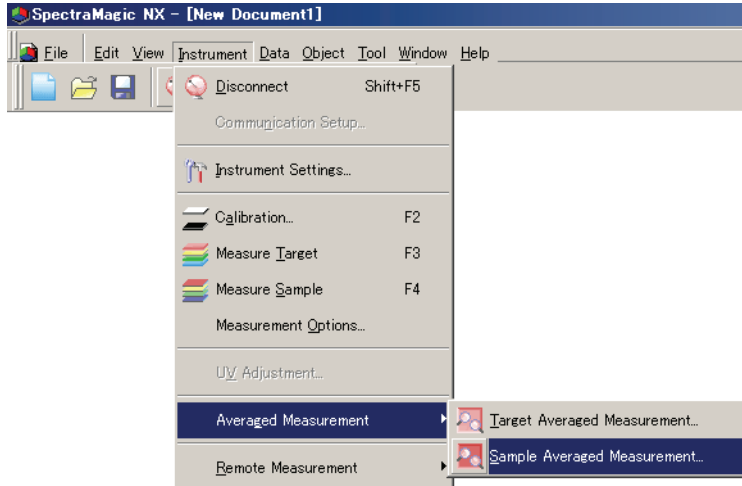 SpectraMagic NX - [New Document1]
File Edit View Instrument Data Object Tool Window Help
Disconnect Shift+F5
Communication Setup...
Instrument Settings...
Calibration... F2
Measure Target F3
Measure Sample F4
Measurement Options...
UV Adjustment...
Averaged Measurement
Target Averaged Measurement...
Sample Averaged Measurement...
Remote Measurement